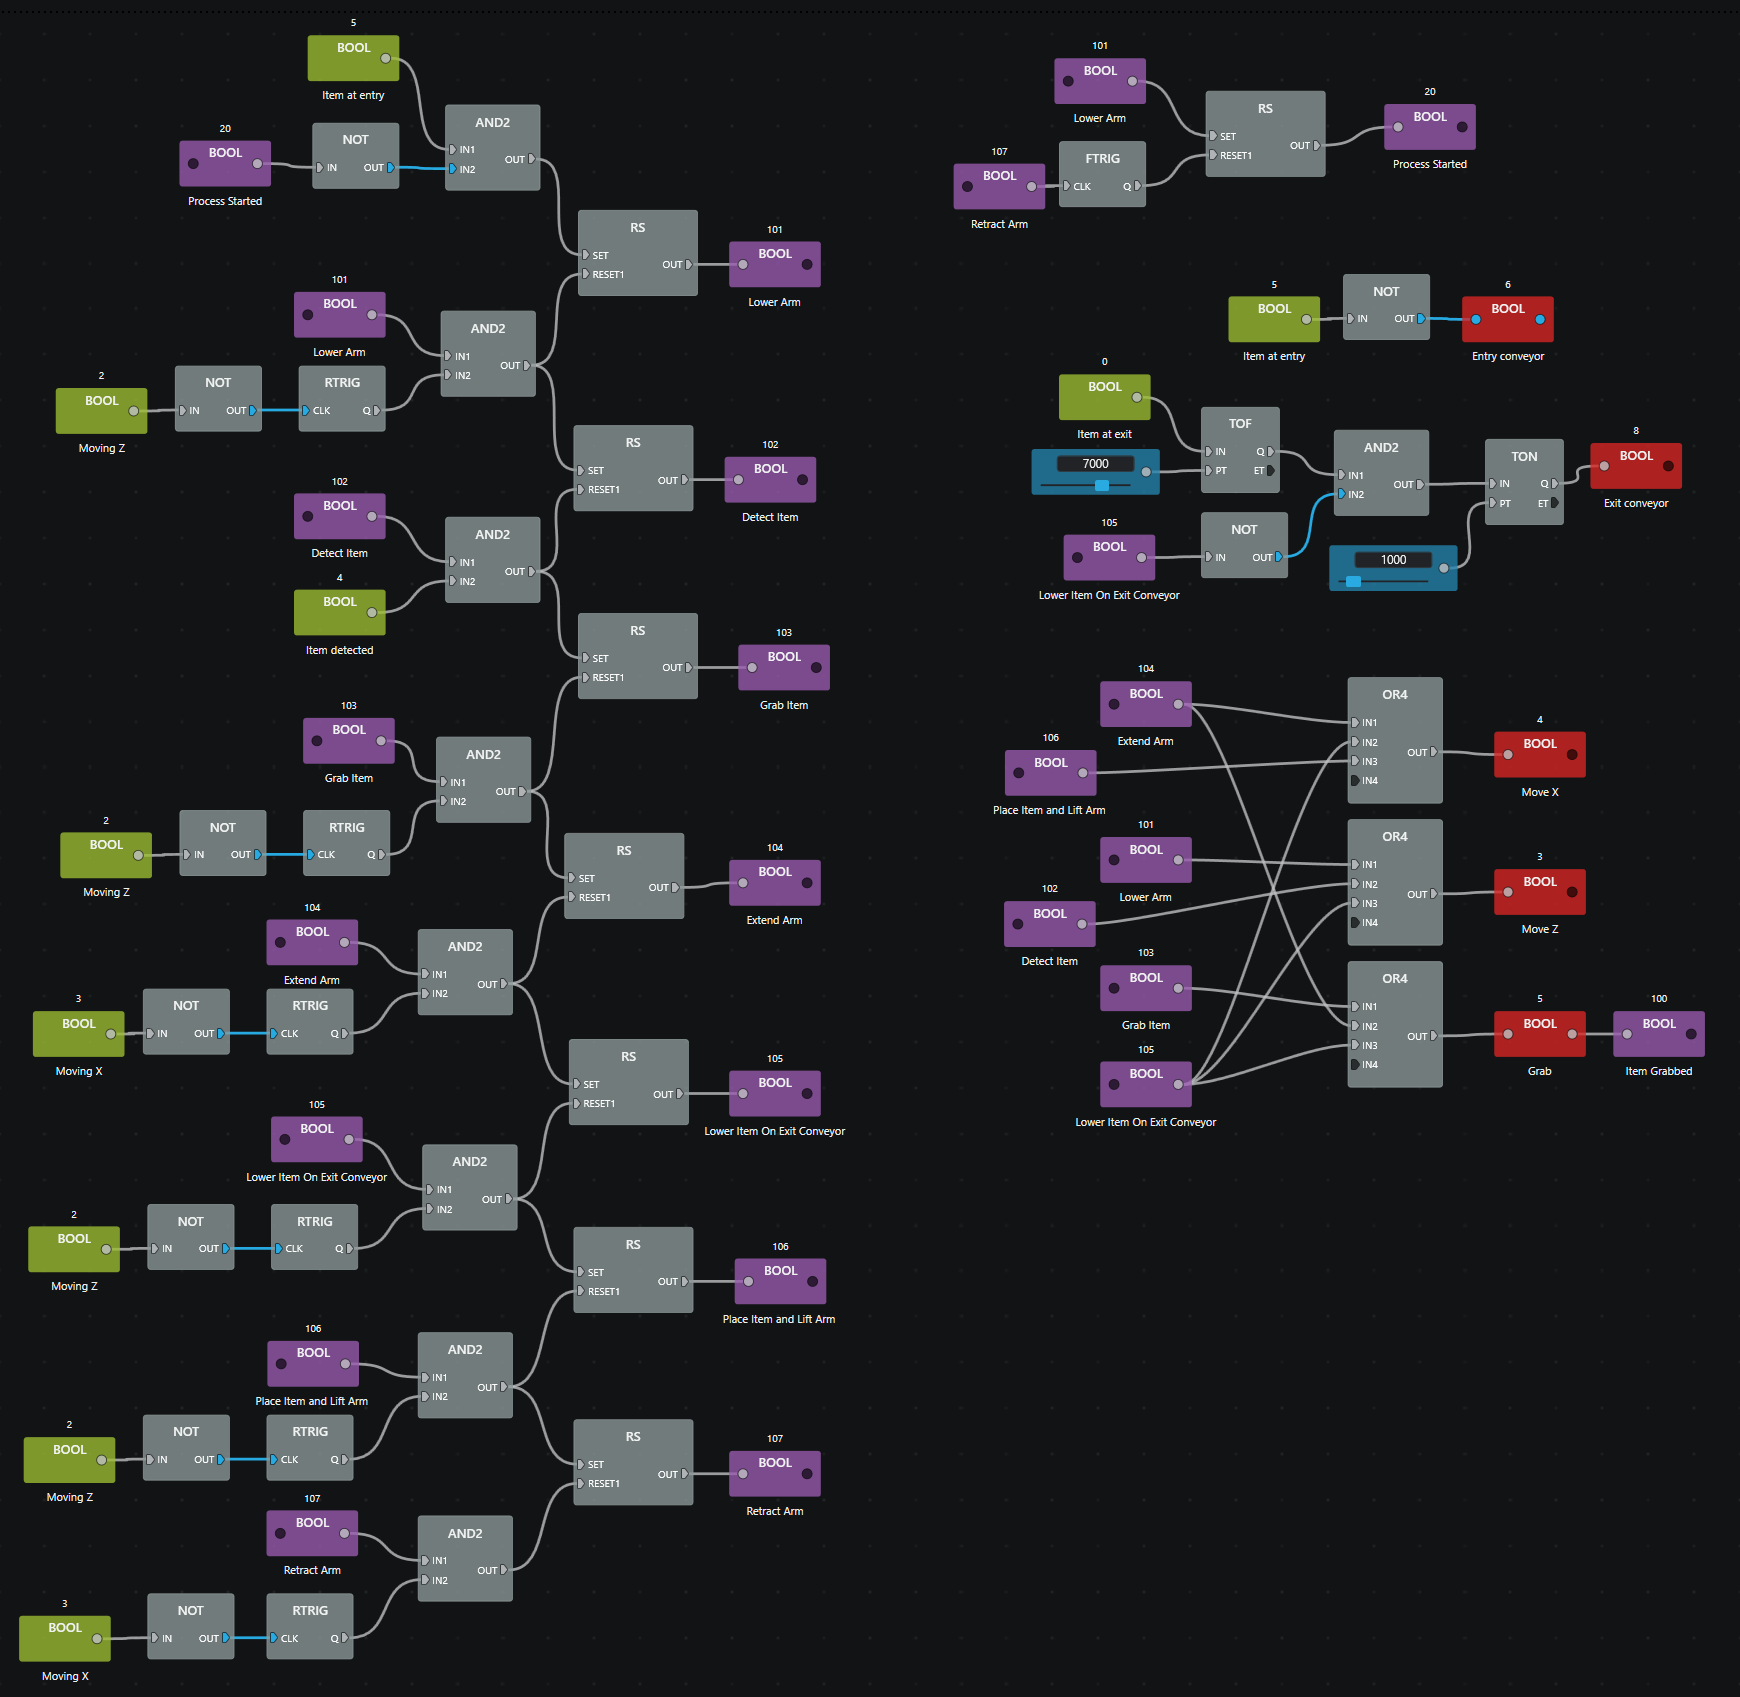 5
BOOL
Item at entry
20
BOOL
Process Started
NOT
IN OUT
AND2
IN1
IN2
OUT
RS
SET
RESET1
OUT
101
BOOL
Lower Arm
101
BOOL
Lower Arm
2
BOOL
Moving Z
NOT
IN OUT
RTRIG
CLK Q
AND2
IN1
IN2
OUT
RS
SET
RESET1
OUT
102
BOOL
Detect Item
102
BOOL
Detect Item
4
BOOL
Item detected
AND2
IN1
IN2
OUT
RS
SET
RESET1
OUT
103
BOOL
Grab Item
103
BOOL
Grab Item
2
BOOL
Moving Z
NOT
IN OUT
RTRIG
CLK Q
AND2
IN1
IN2
OUT
RS
SET
RESET1
OUT
104
BOOL
Extend Arm
104
BOOL
Extend Arm
3
BOOL
Moving X
NOT
IN OUT
RTRIG
CLK Q
AND2
IN1
IN2
OUT
RS
SET
RESET1
OUT
105
BOOL
Lower Item On Exit Conveyor
105
BOOL
Lower Item On Exit Conveyor
2
BOOL
Moving Z
NOT
IN OUT
RTRIG
CLK Q
AND2
IN1
IN2
OUT
RS
SET
RESET1
OUT
106
BOOL
Place Item and Lift Arm
106
BOOL
Place Item and Lift Arm
2
BOOL
Moving Z
NOT
IN OUT
RTRIG
CLK Q
AND2
IN1
IN2
OUT
RS
SET
RESET1
OUT
107
BOOL
Retract Arm
107
BOOL
Retract Arm
3
BOOL
Moving X
NOT
IN OUT
RTRIG
CLK Q
AND2
IN1
IN2
OUT
101
BOOL
Lower Arm
107
BOOL
Retract Arm
FTRIG
CLK Q
RS
SET
RESET1
OUT
20
BOOL
Process Started
5
BOOL
Item at entry
NOT
IN OUT
6
BOOL
Entry conveyor
0
BOOL
Item at exit
7000
TOF
IN Q
PT ET
105
BOOL
Lower Item On Exit Conveyor
NOT
IN OUT
AND2
IN1
IN2
OUT
1000
TON
IN Q
PT ET
8
BOOL
Exit conveyor
104
BOOL
Extend Arm
106
BOOL
Place Item and Lift Arm
OR4
IN1
IN2
IN3
IN4
OUT
4
BOOL
Move X
101
BOOL
Lower Arm
102
BOOL
Detect Item
OR4
IN1
IN2
IN3
IN4
OUT
3
BOOL
Move Z
103
BOOL
Grab Item
105
BOOL
Lower Item On Exit Conveyor
OR4
IN1
IN2
IN3
IN4
OUT
5
BOOL
Grab
100
BOOL
Item Grabbed